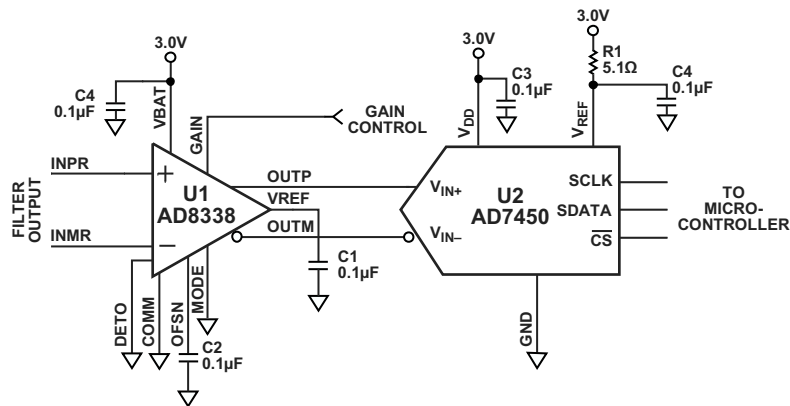 3.0V
C4
0.1µF
VBAT
GAIN
GAIN
CONTROL
3.0V
C3
0.1µF
VDD
3.0V
R1
5.1Ω
C4
0.1µF
VREF
FILTER
OUTPUT
INPR
INMR
+
–
U1
AD8338
OUTP
VREF
OUTM
C1
0.1µF
DETO
COMM
OFSN
MODE
C2
0.1µF
VIN+
VIN–
U2
AD7450
SCLK
SDATA
CS
TO
MICRO-
CONTROLLER
GND